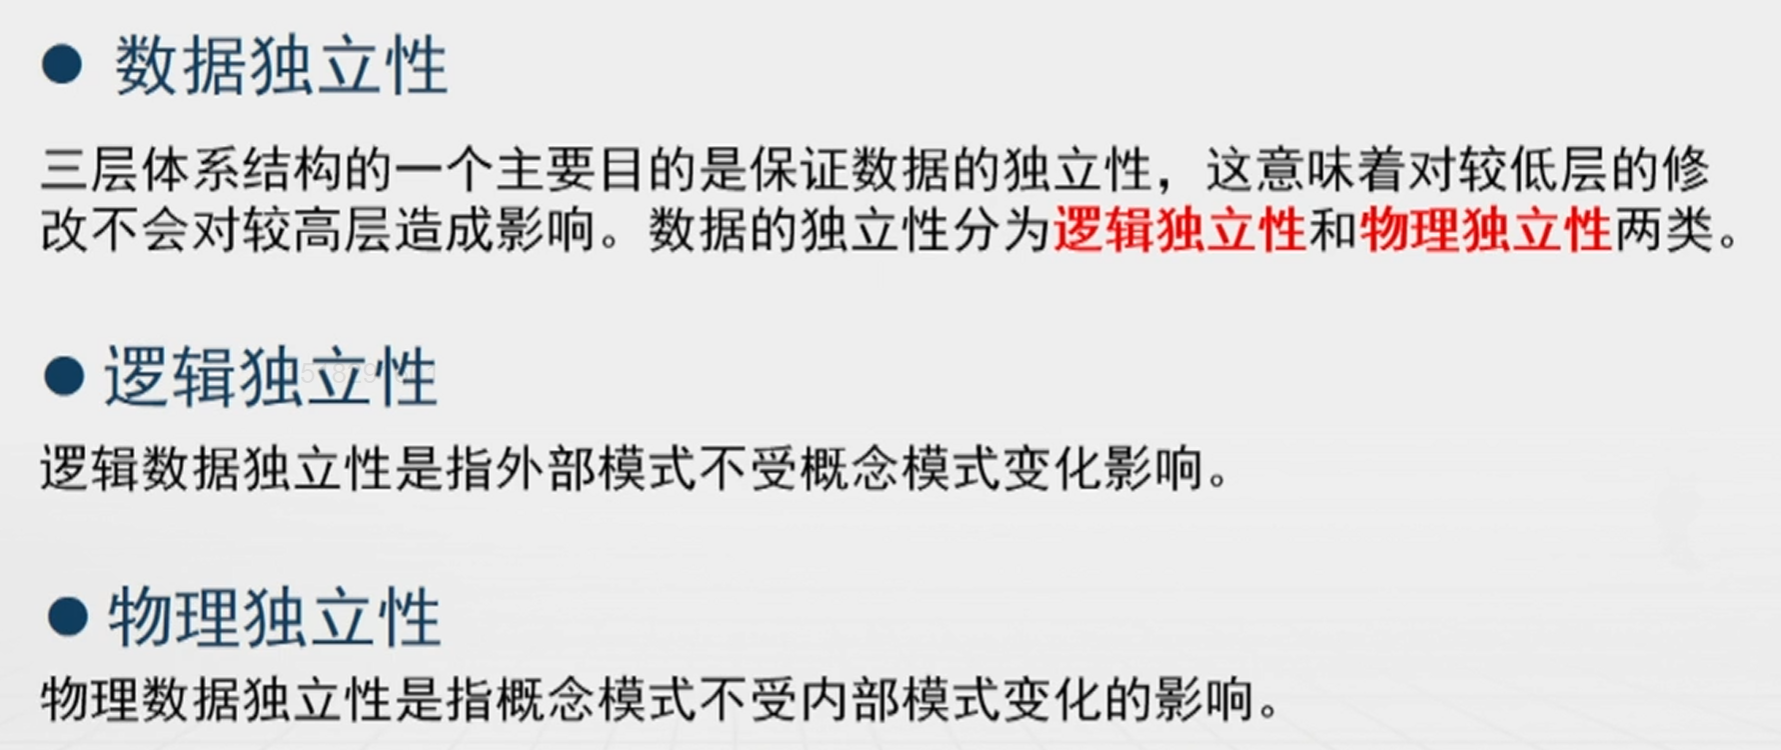 ● 数据独立性
三层体系结构的一个主要目的是保证数据的独立性，这意味着对较低层的修
改不会对较高层造成影响。数据的独立性分为逻辑独立性和物理独立性两类。
● 逻辑独立性
逻辑数据独立性是指外部模式不受概念模式变化影响。
● 物理独立性
物理数据独立性是指概念模式不受内部模式变化的影响。